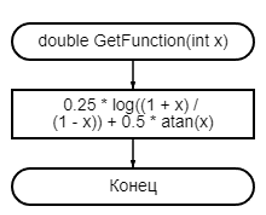 double GetFunction(int x)
0.25 * log((1 + x) /
(1 - x)) + 0.5 * atan(x)
Конец